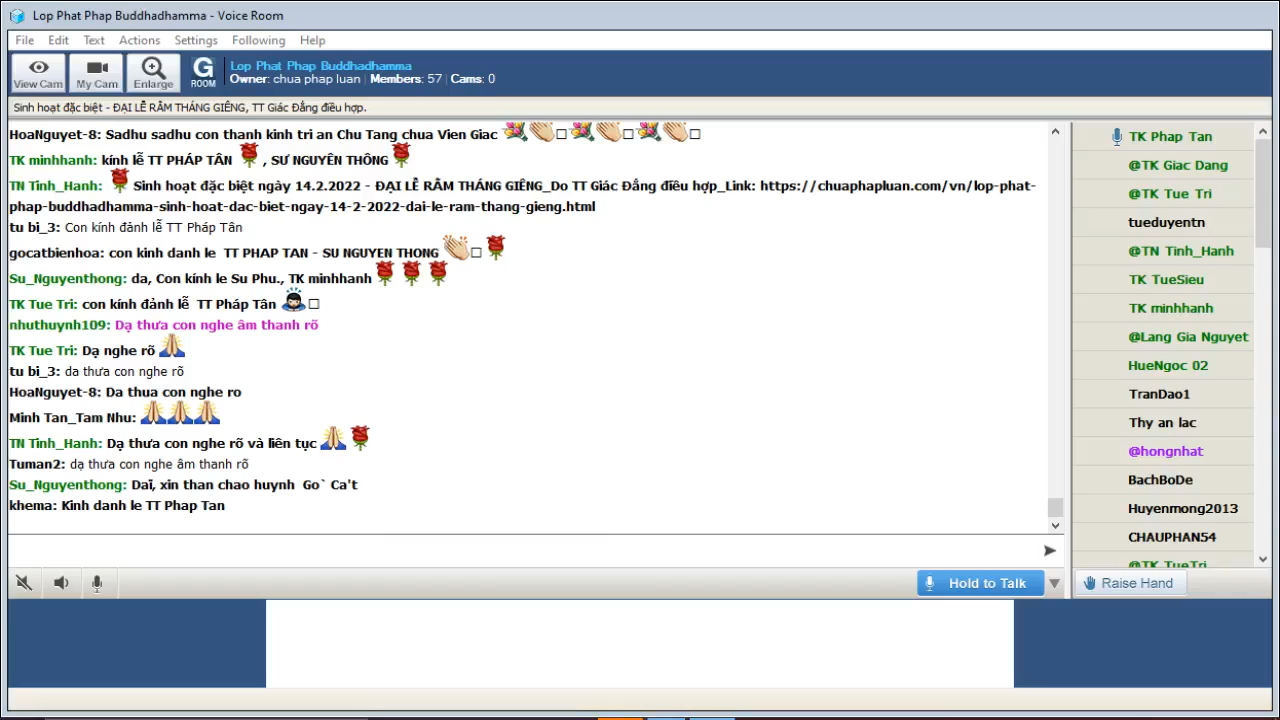 Lop Phat Phap Buddhadhamma - Voice Room
File Edit Text Actions Settings Following Help
View Cam
My Cam
Enlarge
G
ROOM
Lop Phat Phap Buddhadhamma
Owner: chua phap luan | Members: 57 | Cams: 0
Sinh hoạt đặc biệt - ĐẠI LỄ RẰM THÁNG GIÊNG, TT Giác Đẳng điều hợp.
HoaNguyet-8: Sadhu sadhu con thanh kinh tri an Chu Tang chua Vien Giac
TK minhhanh: kính lễ TT PHÁP TÂN , SƯ NGUYÊN THÔNG
TN Tinh_Hanh: Sinh hoạt đặc biệt ngày 14.2.2022 - ĐẠI LỄ RẰM THÁNG GIÊNG_Do TT Giác Đẳng điều hợp_Link: https://chuaphapluan.com/vn/lop-phat-
phap-buddhadhamma-sinh-hoat-dac-biet-ngay-14-2-2022-dai-le-ram-thang-gieng.html
tu bi_3: Con kính đảnh lễ TT Pháp Tân
gocatbienhoa: con kinh danh le TT PHAP TAN - SU NGUYEN THONG
Su_Nguyenthong: da, Con kính le Su Phu., TK minhhanh
TK Tue Tri: con kính đảnh lễ TT Pháp Tân
nhuthuynh109: Dạ thưa con nghe âm thanh rõ
TK Tue Tri: Dạ nghe rõ
tu bi_3: da thưa con nghe rõ
HoaNguyet-8: Da thua con nghe ro
Minh Tan_Tam Nhu:
TN Tinh_Hanh: Dạ thưa con nghe rõ và liên tục
Tuman2: dạ thưa con nghe âm thanh rõ
Su_Nguyenthong: Daĩ, xin than chao huynh Go` Ca't
khema: Kinh danh le TT Phap Tan
Hold to Talk
TK Phap Tan
@TK Giac Dang
@TK Tue Tri
tueduyentn
@TN Tinh_Hanh
TK TueSieu
TK minhhanh
@Lang Gia Nguyet
HueNgoc 02
TranDao1
Thy an lac
@hongnhat
BachBoDe
Huyenmong2013
CHAUPHAN54
@TK TueTri
Raise Hand